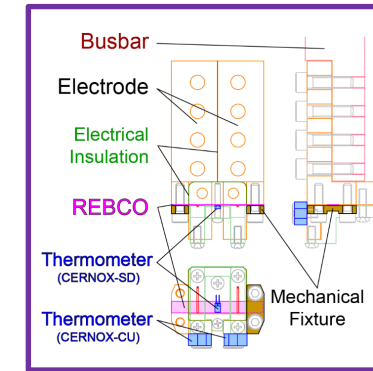 Busbar
Electrode
Electrical
Insulation
REBCO
Thermometer
(CERNOX-SD)
Mechanical
Fixture
Thermometer
(CERNOX-CU)